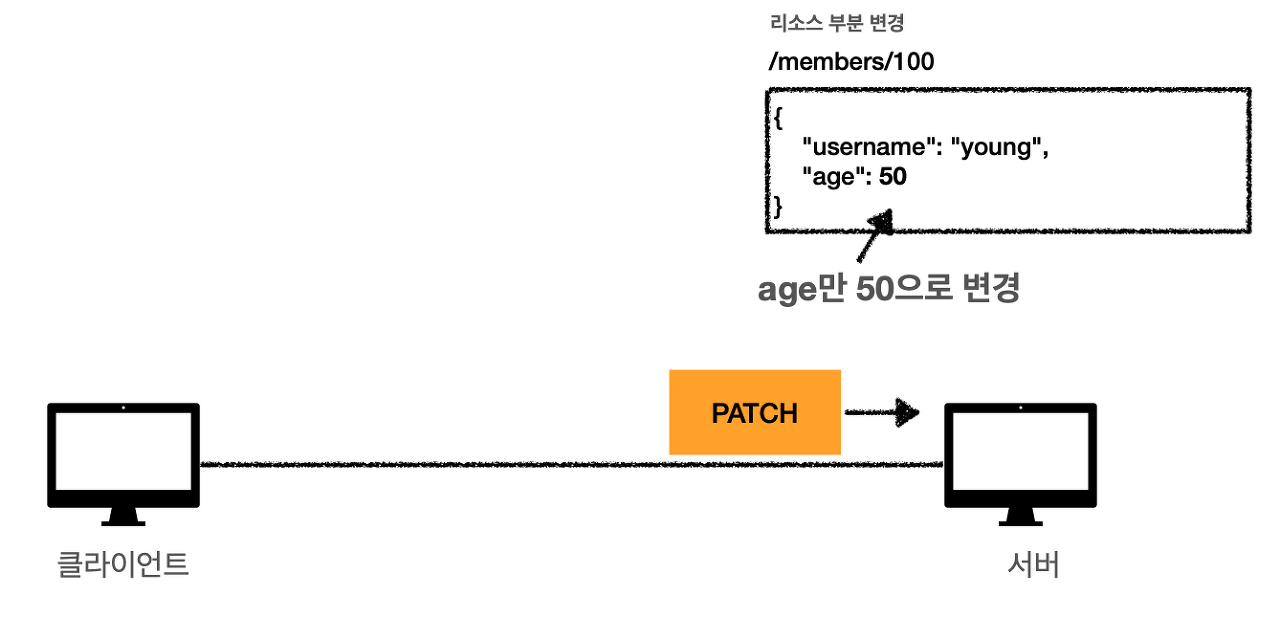 리소스 부분 변경
/members/100
{
"username": "young",
"age": 50
}
age만 50으로 변경
PATCH
클라이언트
서버